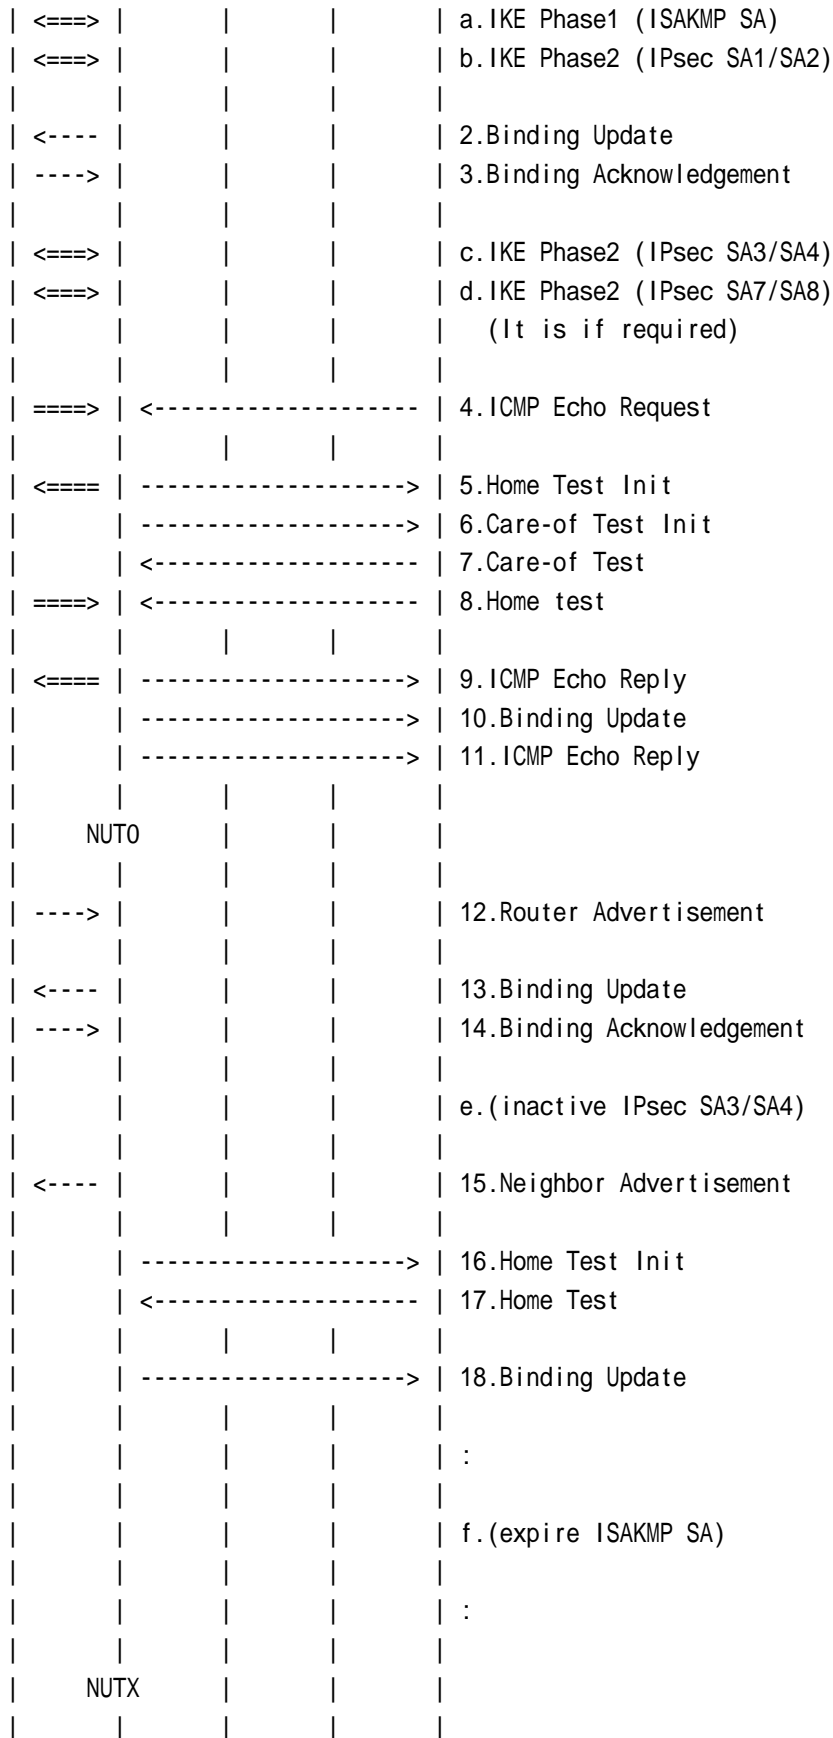 | <===> |       |       |       | a.IKE Phase1 (ISAKMP SA)
| <===> |       |       |       | b.IKE Phase2 (IPsec SA1/SA2)
|       |       |       |       |
| <---- |       |       |       | 2.Binding Update
| ----> |       |       |       | 3.Binding Acknowledgement
|       |       |       |       |
| <===> |       |       |       | c.IKE Phase2 (IPsec SA3/SA4)
| <===> |       |       |       | d.IKE Phase2 (IPsec SA7/SA8)
|       |       |       |       |   (It is if required)
|       |       |       |       |
| ====> | <-------------------- | 4.ICMP Echo Request
|       |       |       |       |
| <==== | --------------------> | 5.Home Test Init
|       | --------------------> | 6.Care-of Test Init
|       | <-------------------- | 7.Care-of Test
| ====> | <-------------------- | 8.Home test
|       |       |       |       |
| <==== | --------------------> | 9.ICMP Echo Reply
|       | --------------------> | 10.Binding Update
|       | --------------------> | 11.ICMP Echo Reply
|       |       |       |       |
|     NUT0      |       |       |
|       |       |       |       |
| ----> |       |       |       | 12.Router Advertisement
|       |       |       |       |
| <---- |       |       |       | 13.Binding Update
| ----> |       |       |       | 14.Binding Acknowledgement
|       |       |       |       |
|       |       |       |       | e.(inactive IPsec SA3/SA4)
|       |       |       |       |
| <---- |       |       |       | 15.Neighbor Advertisement
|       |       |       |       |
|       | --------------------> | 16.Home Test Init
|       | <-------------------- | 17.Home Test
|       |       |       |       |
|       | --------------------> | 18.Binding Update
|       |       |       |       |
|       |       |       |       | :
|       |       |       |       |
|       |       |       |       | f.(expire ISAKMP SA)
|       |       |       |       |
|       |       |       |       | :
|       |       |       |       |
|     NUTX      |       |       |
|       |       |       |       |